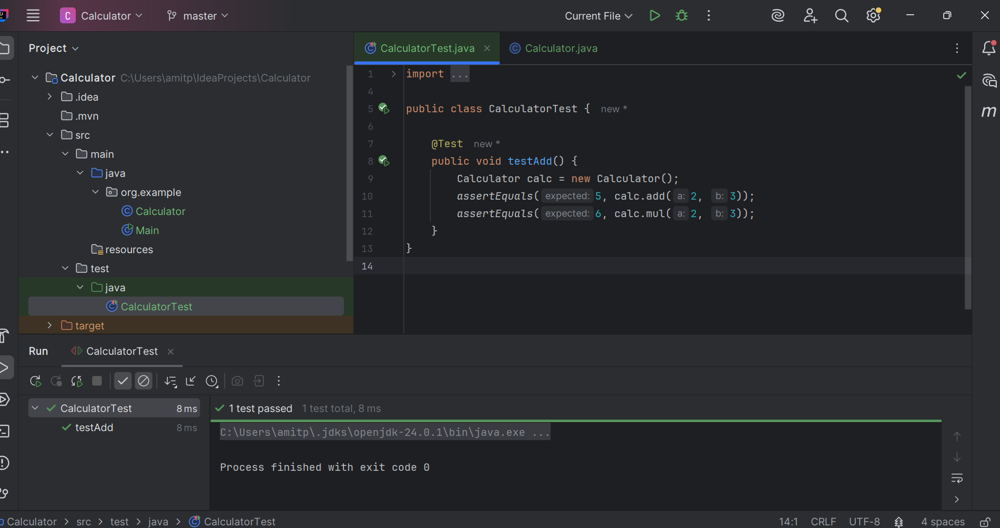 C Calculator master Current File
Project
CalculatorTest.java Calculator.java
Calculator C:\Users\amitp\IdeaProjects\Calculator
.idea
.mvn
src
main
java
org.example
Calculator
Main
resources
test
java
CalculatorTest
target
1 import ...
4
5 public class CalculatorTest { new *
6
7 @Test new *
8 public void testAdd() {
9 Calculator calc = new Calculator();
10 assertEquals( expected: 5, calc.add( a: 2, b: 3));
11 assertEquals( expected: 6, calc.mul( a: 2, b: 3));
12 }
13 }
14
m
Run CalculatorTest
CalculatorTest 8 ms
testAdd 8 ms
1 test passed 1 test total, 8 ms
C:\Users\amitp\.jdks\openjdk-24.0.1\bin\java.exe ...
Process finished with exit code 0
Calculator > src > test > java > CalculatorTest 14:1 CRLF UTF-8 4 spaces